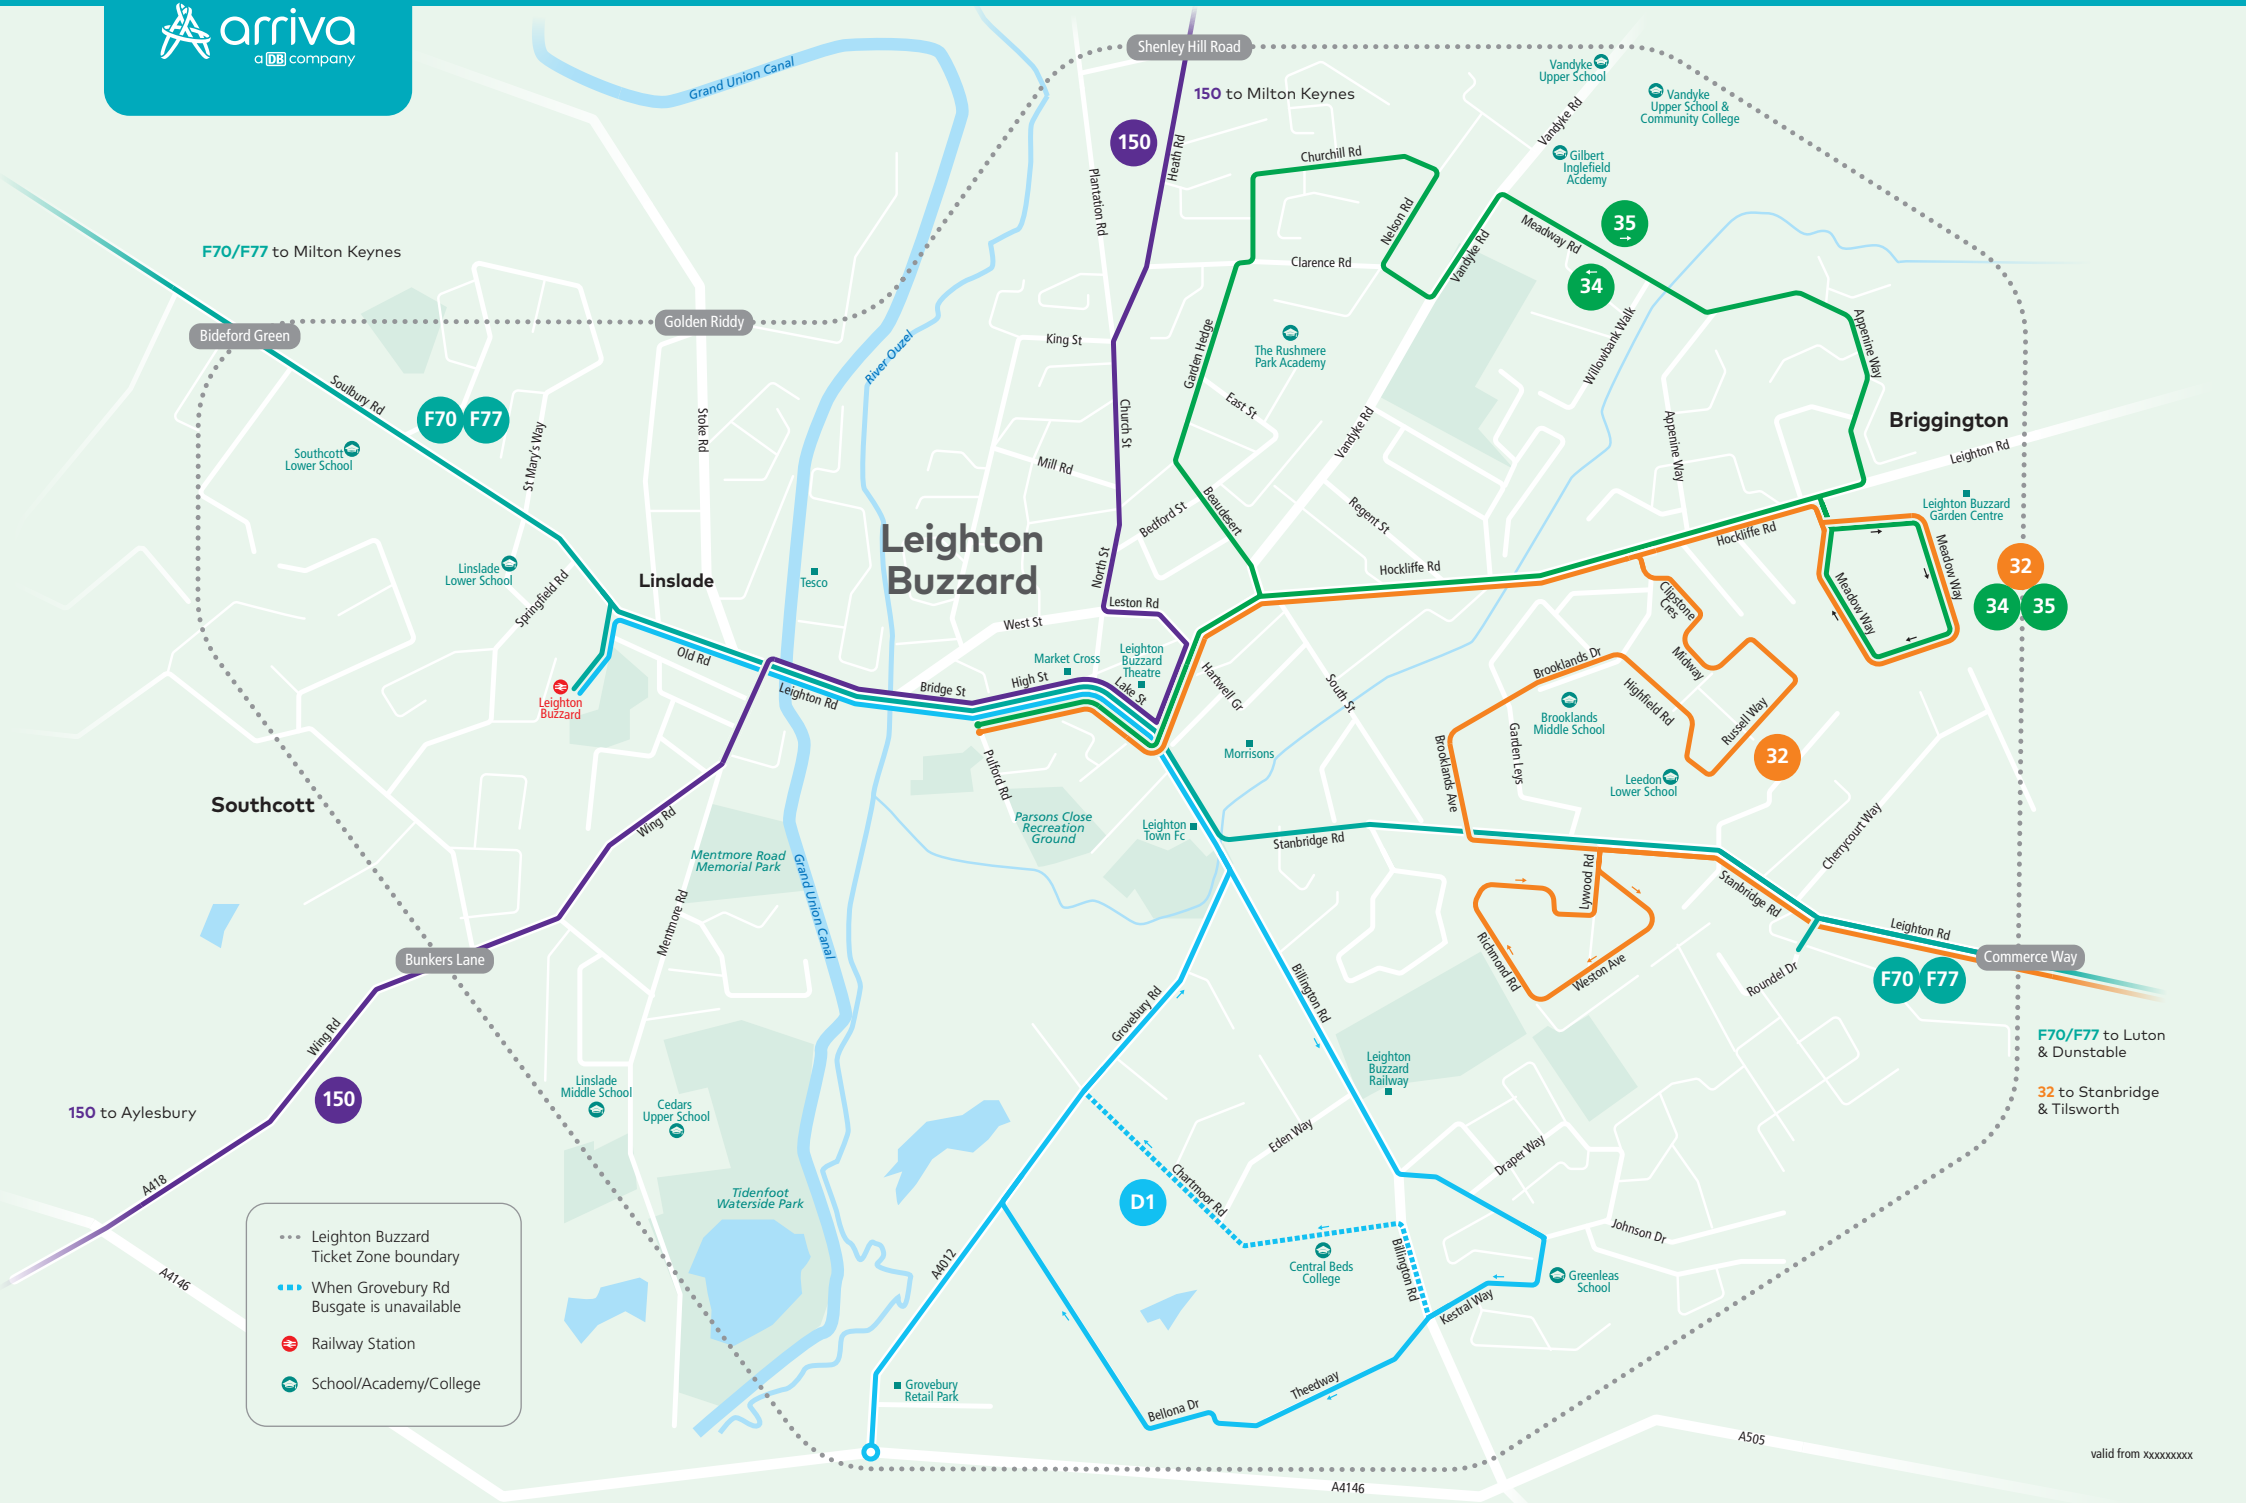 arriva
a DB company
Shenley Hill Road
150 to Milton Keynes
150
Heath Rd
Plantation Rd
Grand Union Canal
Churchill Rd
Nelson Rd
Clarence Rd
Vandyke
Upper School
Vandyke
Upper School &
Community College
Vandyke Rd
Gilbert
Inglefield
Acdemy
35
34
Meadway Rd
Vandyke Rd
Willowbank Walk
Appenine Way
Appenine Way
F70/F77 to Milton Keynes
Bideford Green
Golden Riddy
Soulbury Rd
F70
F77
Southcott
Lower School
St Mary's Way
Stoke Rd
River Ouzel
King St
Church St
Mill Rd
Garden Hedge
The Rushmere
Park Academy
East St
Vandyke Rd
Briggington
Leighton Rd
Leighton Buzzard
Garden Centre
Bedford St
Beaudesert
Regent St
North St
Hockliffe Rd
Hockliffe Rd
Meadow Way
Meadow Way
32
34
35
Leighton
Buzzard
Linslade
Lower School
Springfield Rd
Linslade
Tesco
Leston Rd
West St
Old Rd
Leighton
Buzzard
Leighton Rd
Bridge St
High St
Market Cross
Leighton
Buzzard
Theatre
Lake St
Hartwell Gr
South St
Clipstone
Cres
Midway
Brooklands Dr
Highfield Rd
Russell Way
Brooklands
Middle School
Garden Leys
Brooklands Ave
Leedon
Lower School
32
Morrisons
Pulford Rd
Parsons Close
Recreation
Ground
Leighton
Town Fc
Stanbridge Rd
Southcott
Wing Rd
Mentmore Road
Memorial Park
Grand Union Canal
Mentmore Rd
Bunkers Lane
Wing Rd
150
150 to Aylesbury
A418
A4146
Lywood Rd
Richmond Rd
Weston Ave
Stanbridge Rd
Cherrycourt Way
Roundel Dr
Leighton Rd
Commerce Way
F70
F77
F70/F77 to Luton
& Dunstable
32 to Stanbridge
& Tilsworth
Grovebury Rd
Billington Rd
Leighton
Buzzard
Railway
Linslade
Middle School
Cedars
Upper School
Tidenfoot
Waterside Park
D1
Chartmoor Rd
Eden Way
Draper Way
Johnson Dr
Central Beds
College
Billington Rd
Kestral Way
Greenleas
School
A4012
Grovebury
Retail Park
Bellona Dr
Theedway
A4146
A505
Leighton Buzzard
Ticket Zone boundary
When Grovebury Rd
Busgate is unavailable
Railway Station
School/Academy/College
valid from xxxxxxxxx